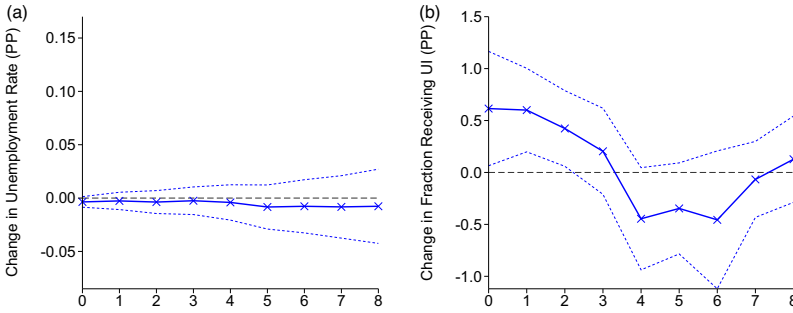 (a)
Change in Unemployment Rate (PP)
0.15
0.10
0.05
0.00
-0.05
0 1 2 3 4 5 6 7 8
(b)
Change in Fraction Receiving UI (PP)
1.5
1.0
0.5
0.0
-0.5
-1.0
0 1 2 3 4 5 6 7 8